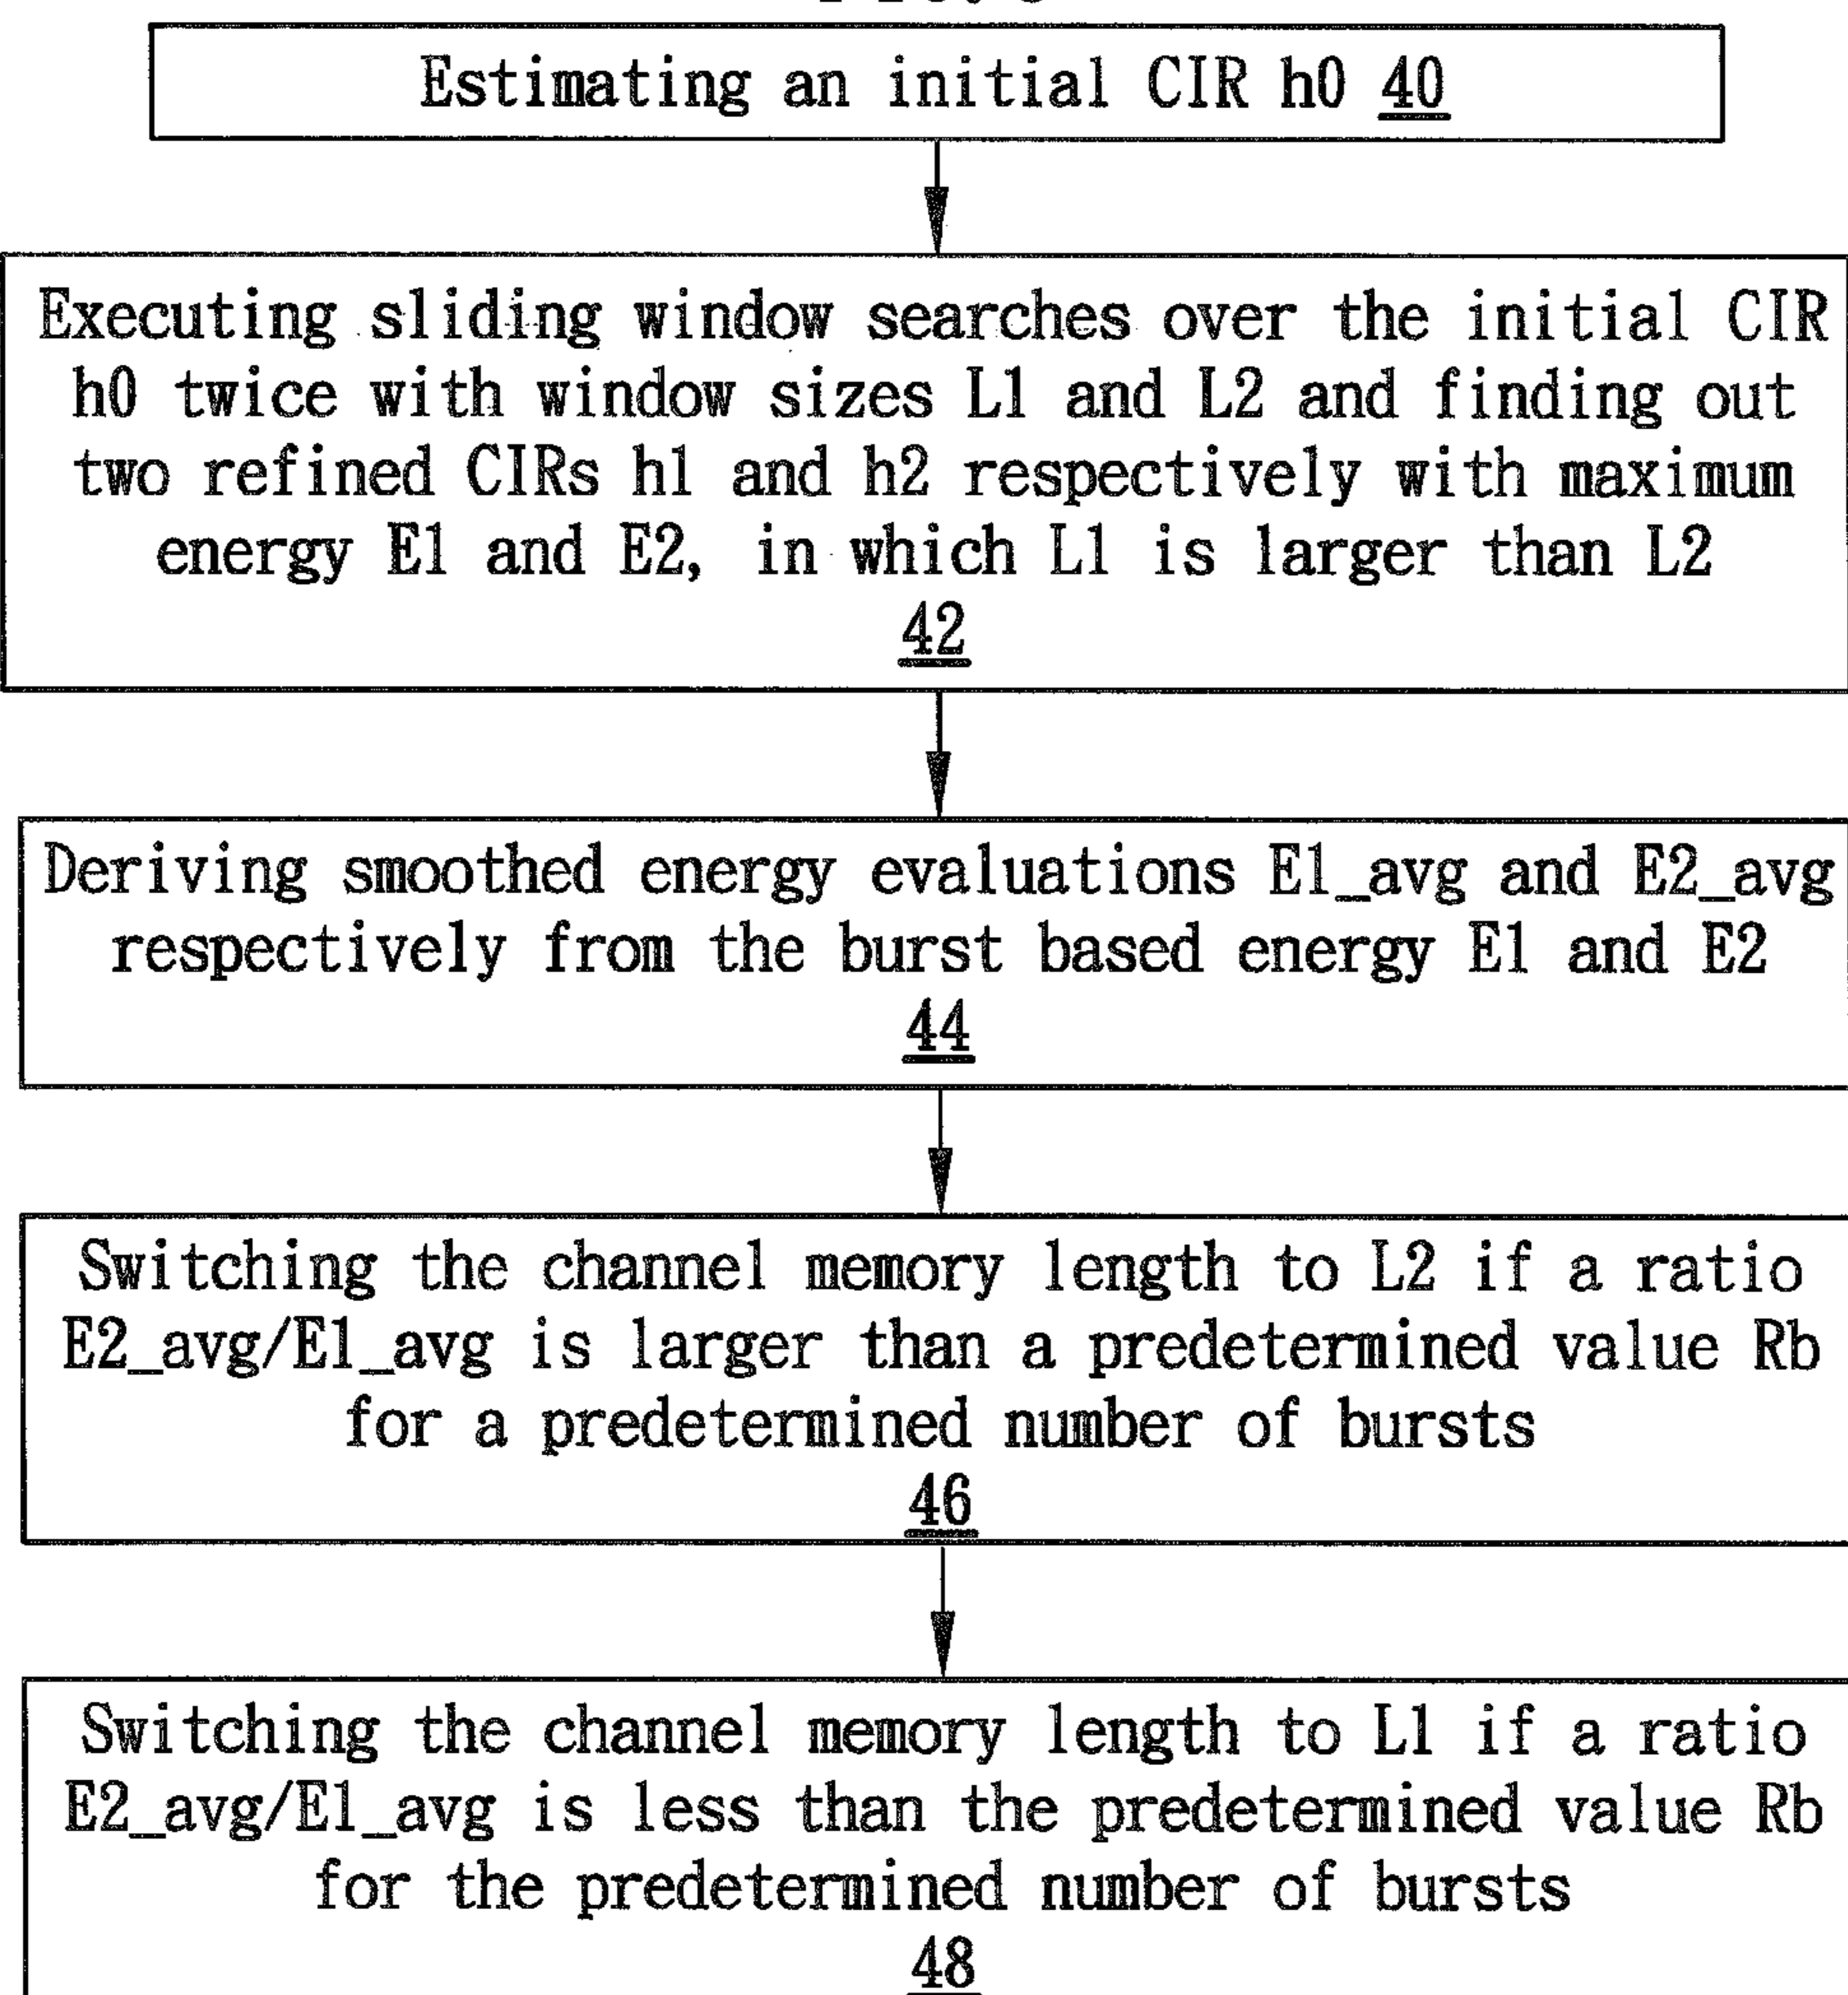 Estimating an initial CIR h0 40
Executing sliding window searches over the initial CIR
h0 twice with window sizes L1 and L2 and finding out
two refined CIRs h1 and h2 respectively with maximum
energy E1 and E2, in which L1 is larger than L2
42
Deriving smoothed energy evaluations E1_avg and E2_avg
respectively from the burst based energy E1 and E2
44
Switching the channel memory length to L2 if a ratio
E2_avg/E1_avg is larger than a predetermined value Rb
for a predetermined number of bursts
46
Switching the channel memory length to L1 if a ratio
E2_avg/E1_avg is less than the predetermined value Rb
for the predetermined number of bursts
48